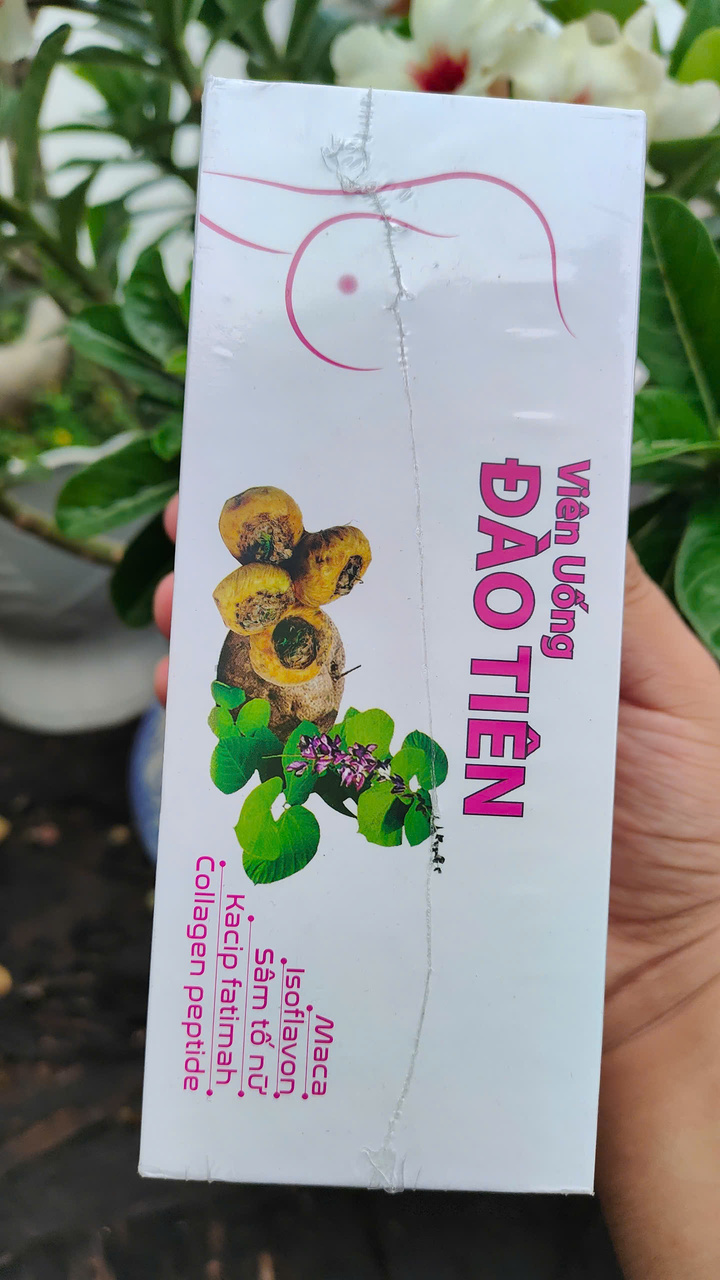 Viên Uống
ĐÀO TIÊN
Maca
Isoflavon
Sâm tố nữ
Kacip fatimah
Collagen peptide